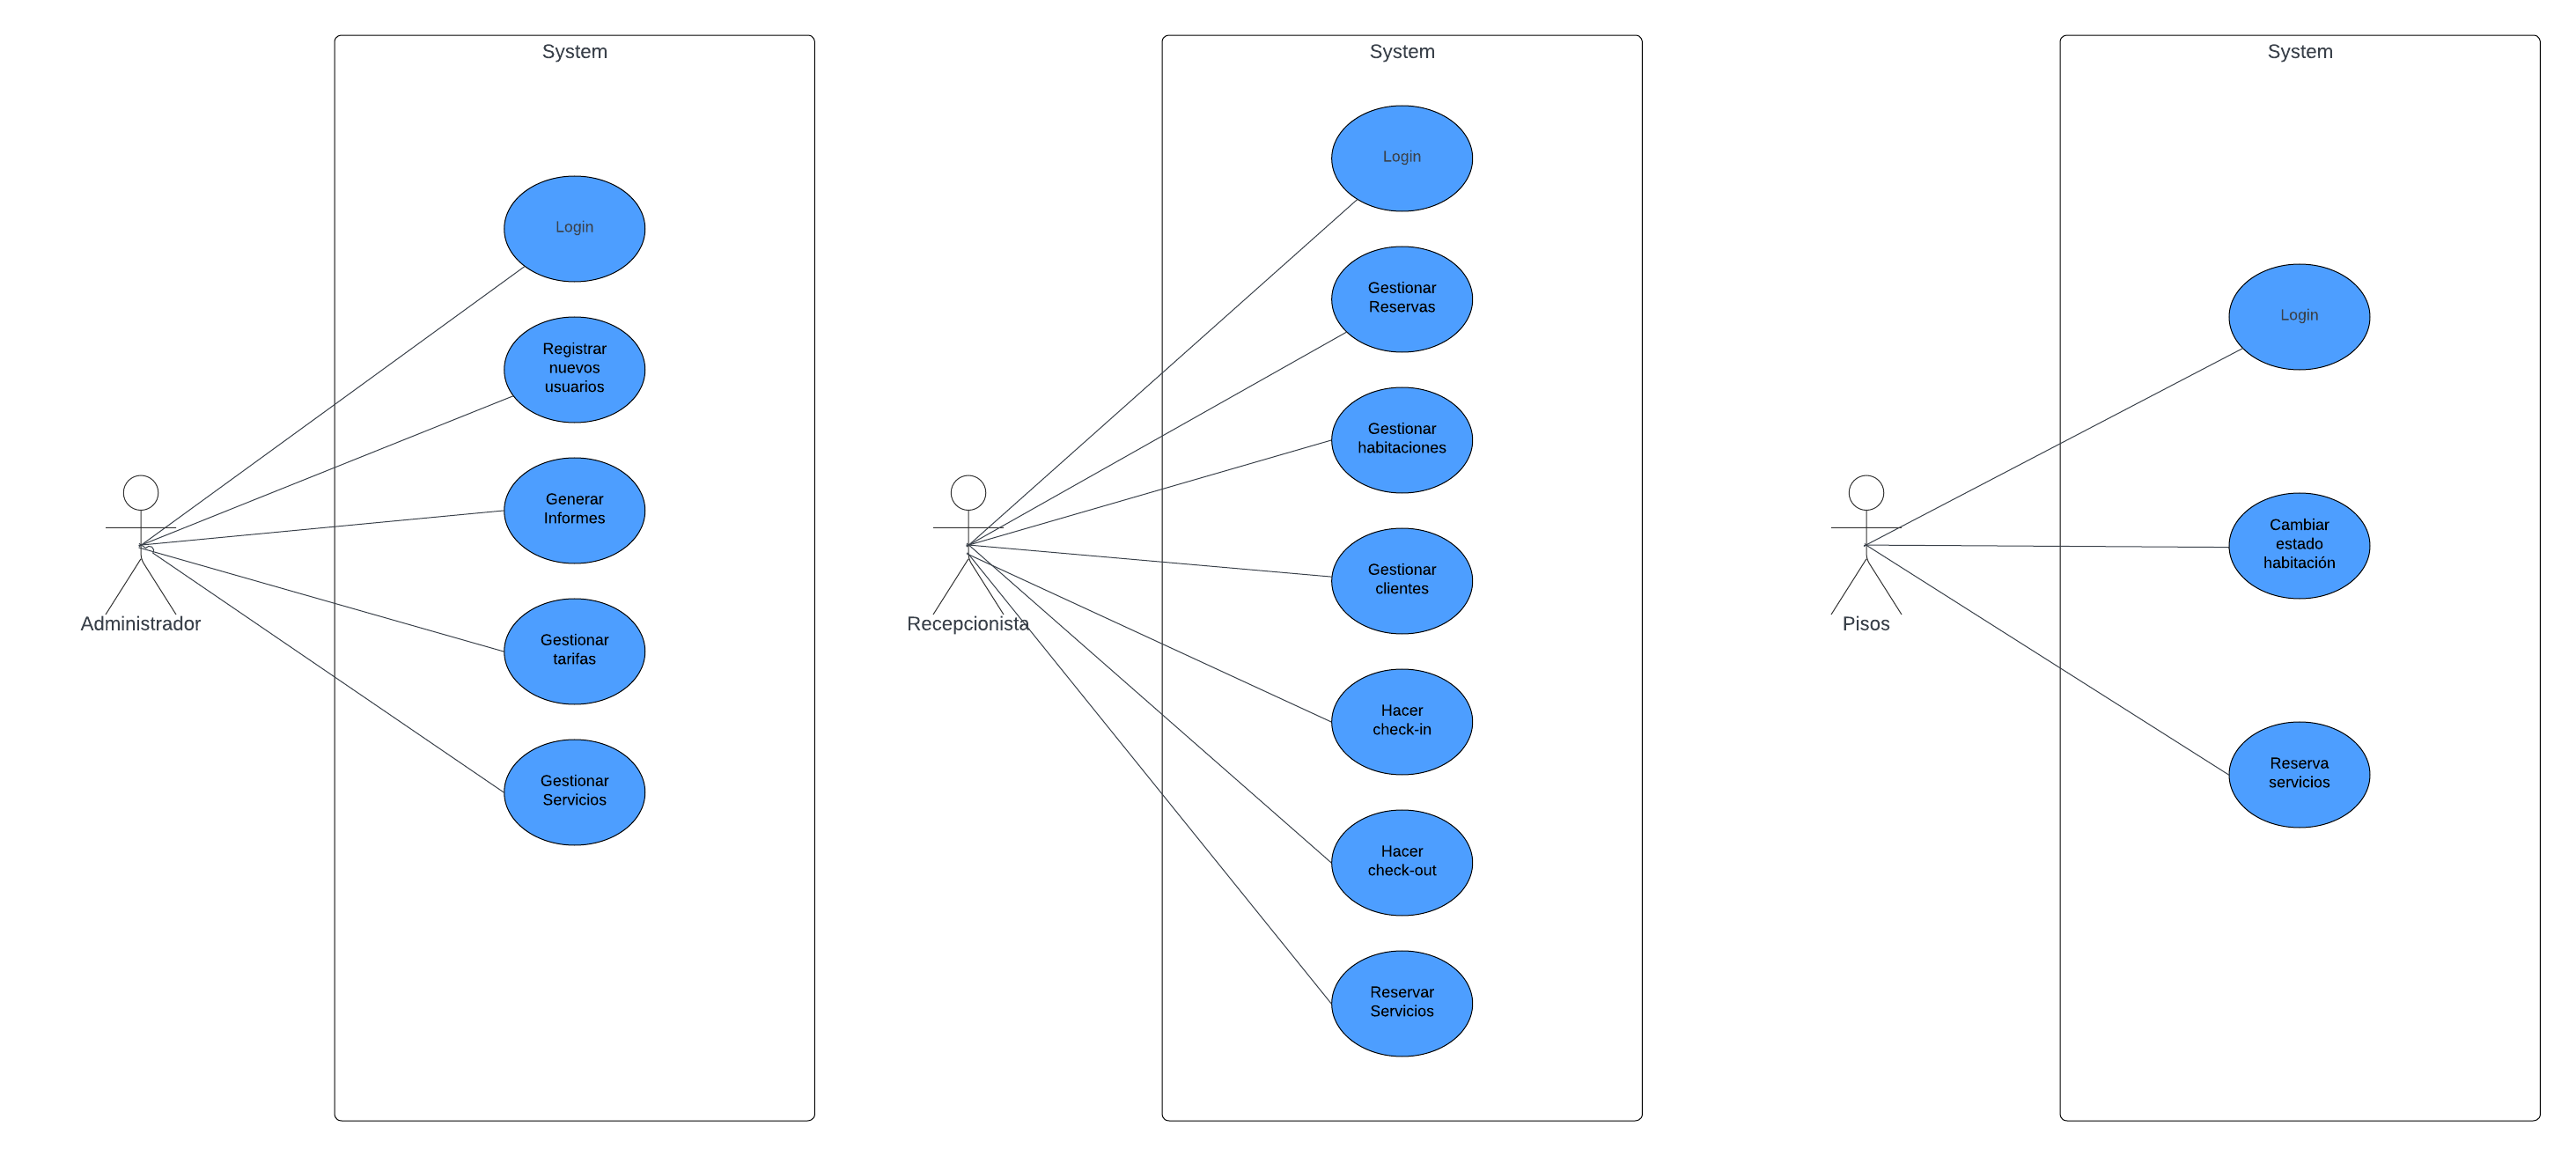 System
Login
Registrar
nuevos
usuarios
Generar
Informes
Gestionar
tarifas
Gestionar
Servicios
Administrador
System
Login
Gestionar
Reservas
Gestionar
habitaciones
Gestionar
clientes
Hacer
check-in
Hacer
check-out
Reservar
Servicios
Recepcionista
System
Login
Cambiar
estado
habitación
Reserva
servicios
Pisos